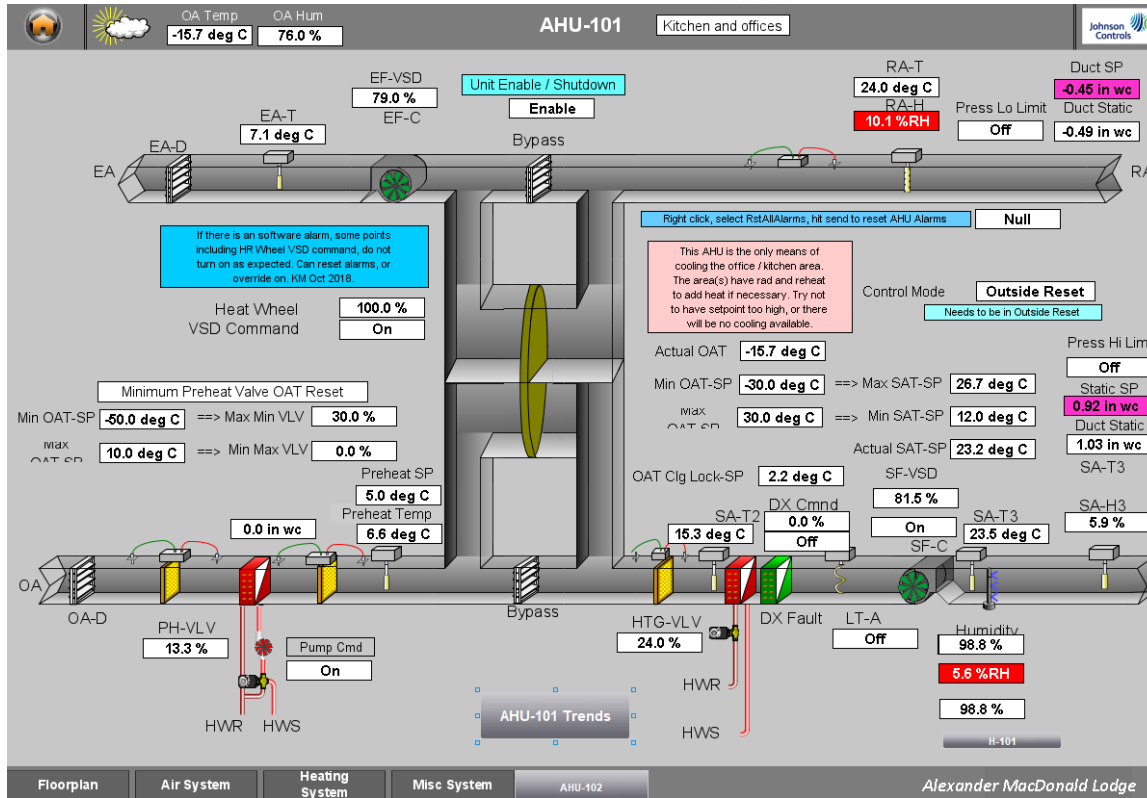 OA Temp
-15.7 deg C
OA Hum
76.0 %
AHU-101
Kitchen and offices
Johnson
Controls
EF-VSD
79.0 %
EF-C
Unit Enable / Shutdown
Enable
RA-T
24.0 deg C
RA-H
10.1 %RH
Press Lo Limit
Off
Duct SP
-0.45 in wc
Duct Static
-0.49 in wc
EA-T
7.1 deg C
EA-D
EA
Bypass
RA
If there is an software alarm, some points
including HR Wheel VSD command, do not
turn on as expected. Can reset alarms, or
override on. KM Oct 2018.
Right click, select RstAllAlarms, hit send to reset AHU Alarms
Null
This AHU is the only means of
cooling the office / kitchen area.
The area(s) have rad and reheat
to add heat if necessary. Try not
to have setpoint too high, or there
will be no cooling available.
Control Mode
Outside Reset
Needs to be in Outside Reset
Heat Wheel
100.0 %
VSD Command
On
Actual OAT
-15.7 deg C
Press Hi Lim
Off
Minimum Preheat Valve OAT Reset
Min OAT-SP
-50.0 deg C
==> Max Min VLV
30.0 %
Max
OAT-SP
10.0 deg C
==> Min Max VLV
0.0 %
Min OAT-SP
-30.0 deg C
==> Max SAT-SP
26.7 deg C
Max
OAT-SP
30.0 deg C
==> Min SAT-SP
12.0 deg C
Actual SAT-SP
23.2 deg C
Static SP
0.92 in wc
Duct Static
1.03 in wc
SA-T3
Preheat SP
5.0 deg C
Preheat Temp
6.6 deg C
0.0 in wc
OAT Clg Lock-SP
2.2 deg C
SF-VSD
81.5 %
On
SF-C
DX Cmnd
0.0 %
Off
SA-T2
15.3 deg C
SA-T3
23.5 deg C
SA-H3
5.9 %
OA
OA-D
Bypass
PH-VLV
13.3 %
Pump Cmd
On
HWR
HWS
HTG-VLV
24.0 %
DX Fault
LT-A
Off
Humidity
98.8 %
5.6 %RH
98.8 %
H-101
HWR
HWS
AHU-101 Trends
Floorplan
Air System
Heating
System
Misc System
AHU-102
Alexander MacDonald Lodge